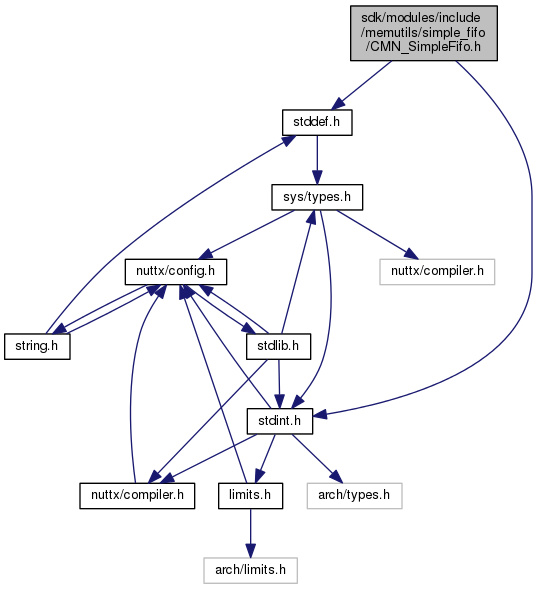 sdk/modules/include
/memutils/simple_fifo
/CMN_SimpleFifo.h
stddef.h
sys/types.h
nuttx/config.h
nuttx/compiler.h
string.h
stdlib.h
stdint.h
nuttx/compiler.h
limits.h
arch/types.h
arch/limits.h